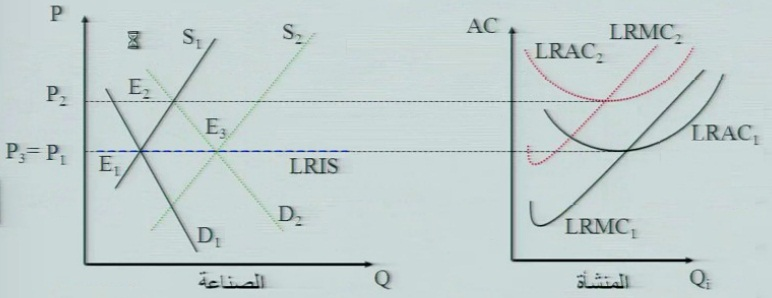 P
S₁
S₂
E₂
P₂
E₃
P₃= P₁
E₁
LRIS
D₁
D₂
Q
الصناعة
AC
LRMC₂
LRAC₂
LRAC₁
LRMC₁
Qᵢ
المنشأة